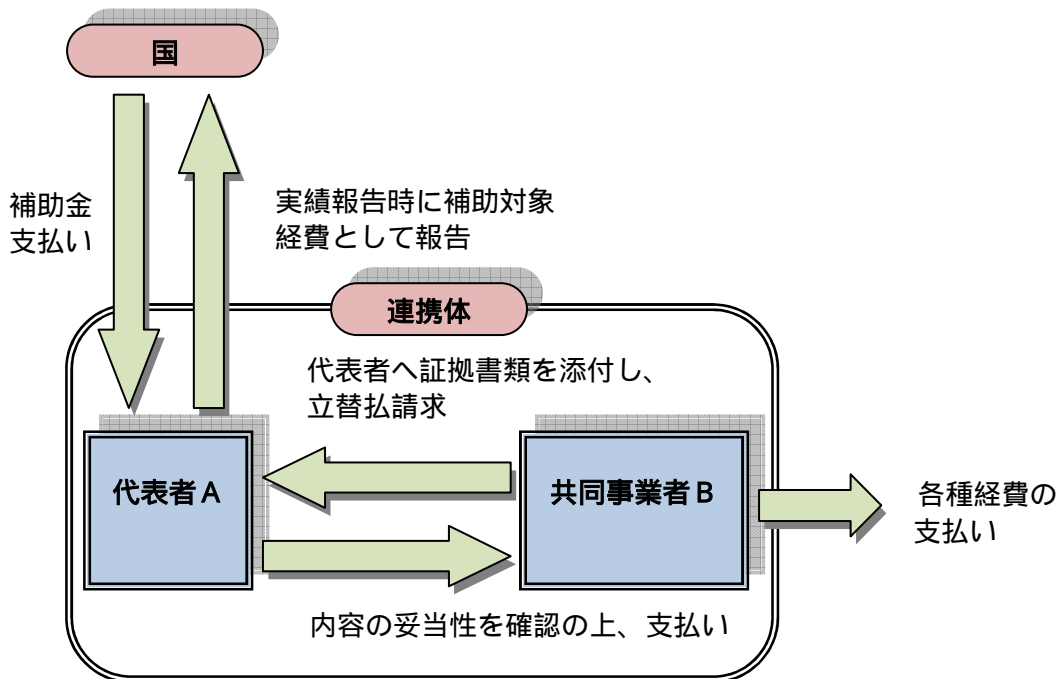 国
補助金
支払い
実績報告時に補助対象
経費として報告
連携体
代表者へ証拠書類を添付し、
立替払請求
代表者A
共同事業者B
各種経費の
支払い
内容の妥当性を確認の上、支払い